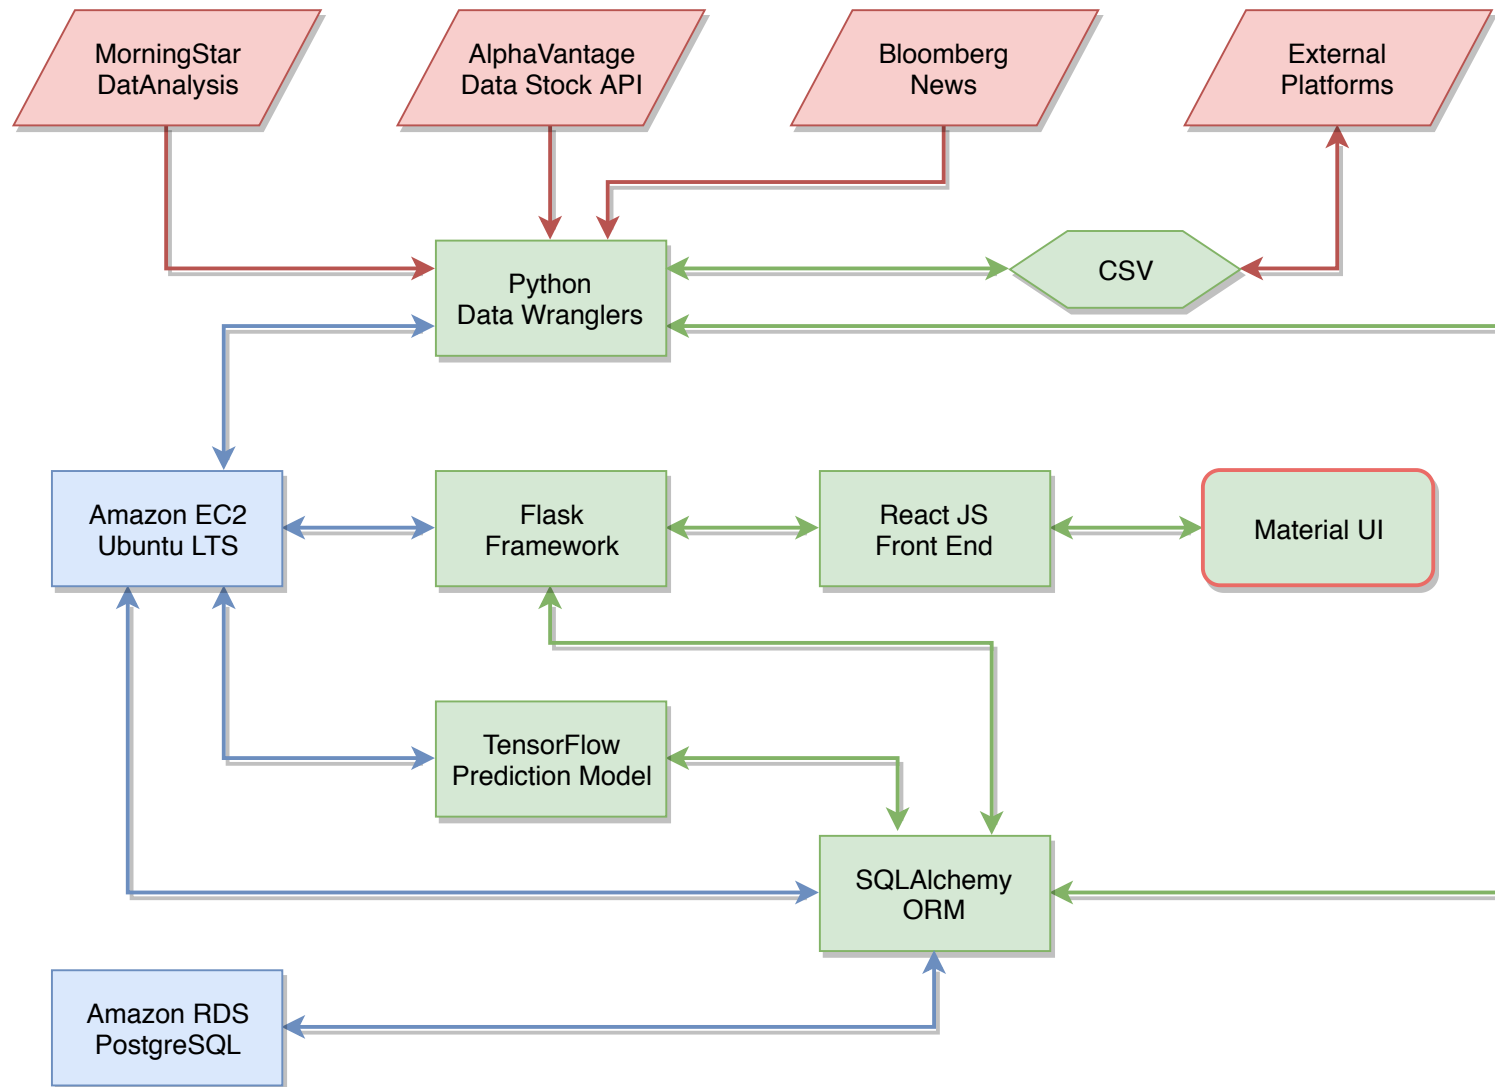 MorningStar
DatAnalysis
AlphaVantage
Data Stock API
Bloomberg
News
External
Platforms
Python
Data Wranglers
CSV
Amazon EC2
Ubuntu LTS
Flask
Framework
React JS
Front End
Material UI
TensorFlow
Prediction Model
SQLAlchemy
ORM
Amazon RDS
PostgreSQL